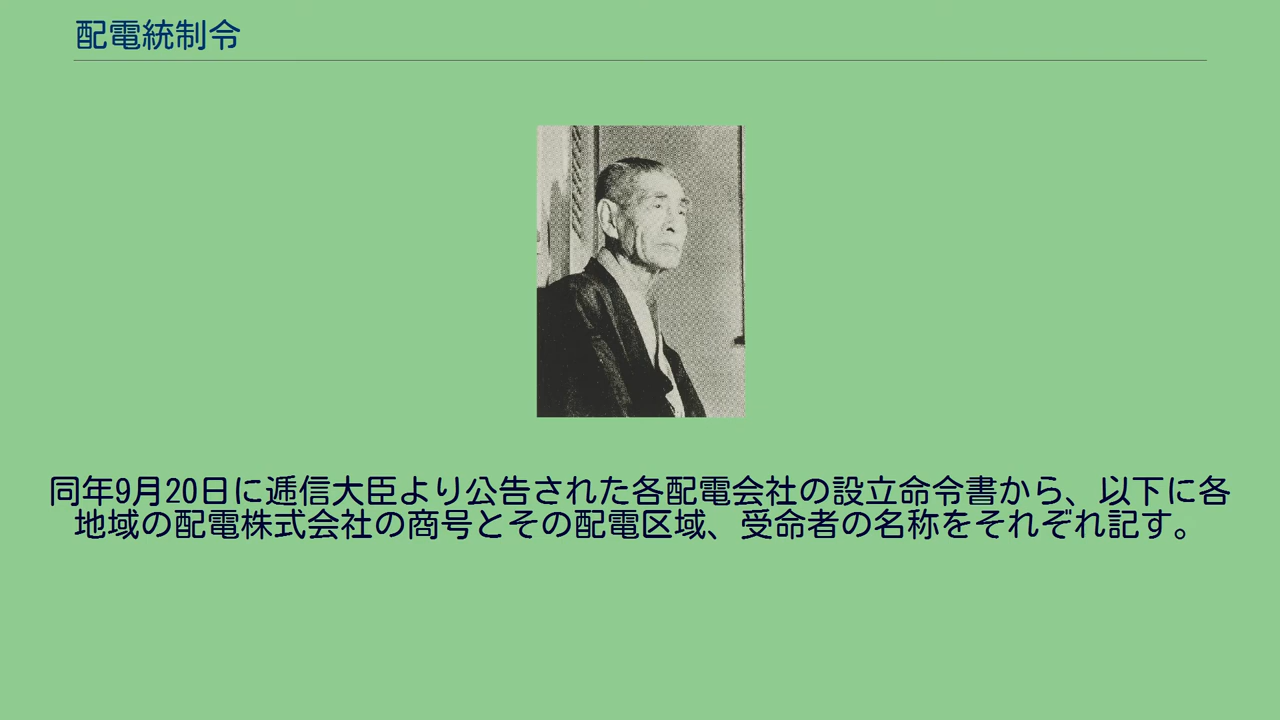 配電統制令
同年9月20日に逓信大臣より公告された各配電会社の設立命令書から、以下に各
地域の配電株式会社の商号とその配電区域、受命者の名称をそれぞれ記す。